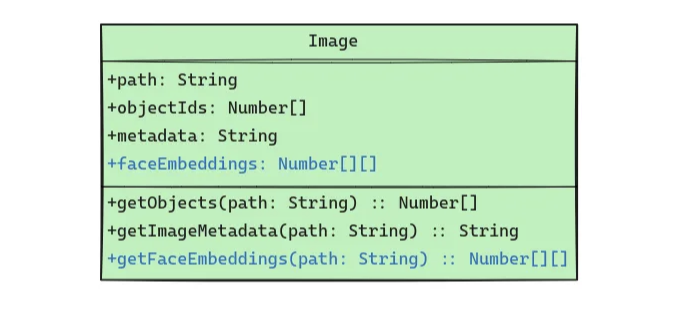 Image
+path: String
+objectIds: Number[]
+metadata: String
+faceEmbeddings: Number[][]
+getObjects(path: String) :: Number[]
+getImageMetadata(path: String) :: String
+getFaceEmbeddings(path: String) :: Number[][]